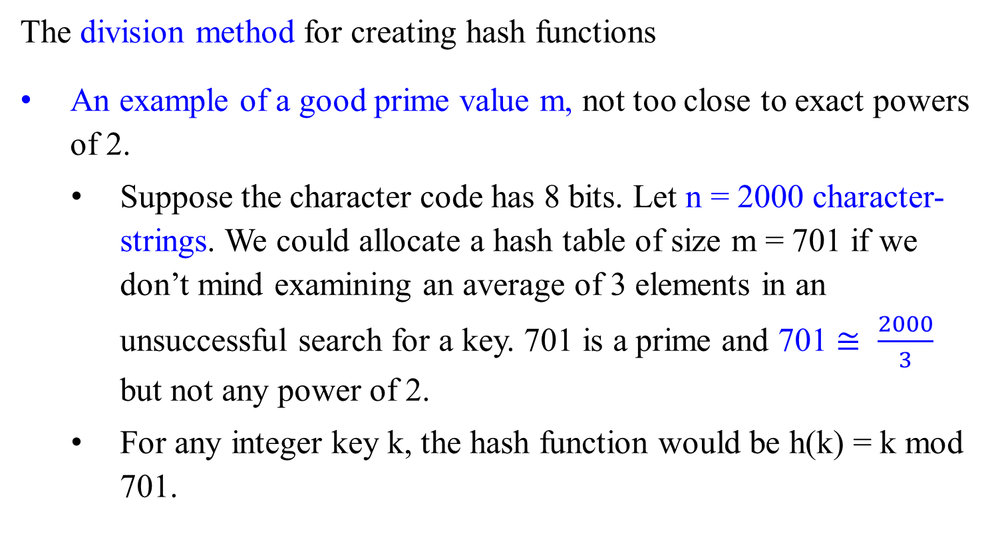 The division method for creating hash functions
• An example of a good prime value m, not too close to exact powers
of 2.
• Suppose the character code has 8 bits. Let n = 2000 character-
strings. We could allocate a hash table of size m = 701 if we
don’t mind examining an average of 3 elements in an
unsuccessful search for a key. 701 is a prime and 701 ≅ 2000/3
but not any power of 2.
• For any integer key k, the hash function would be h(k) = k mod
701.